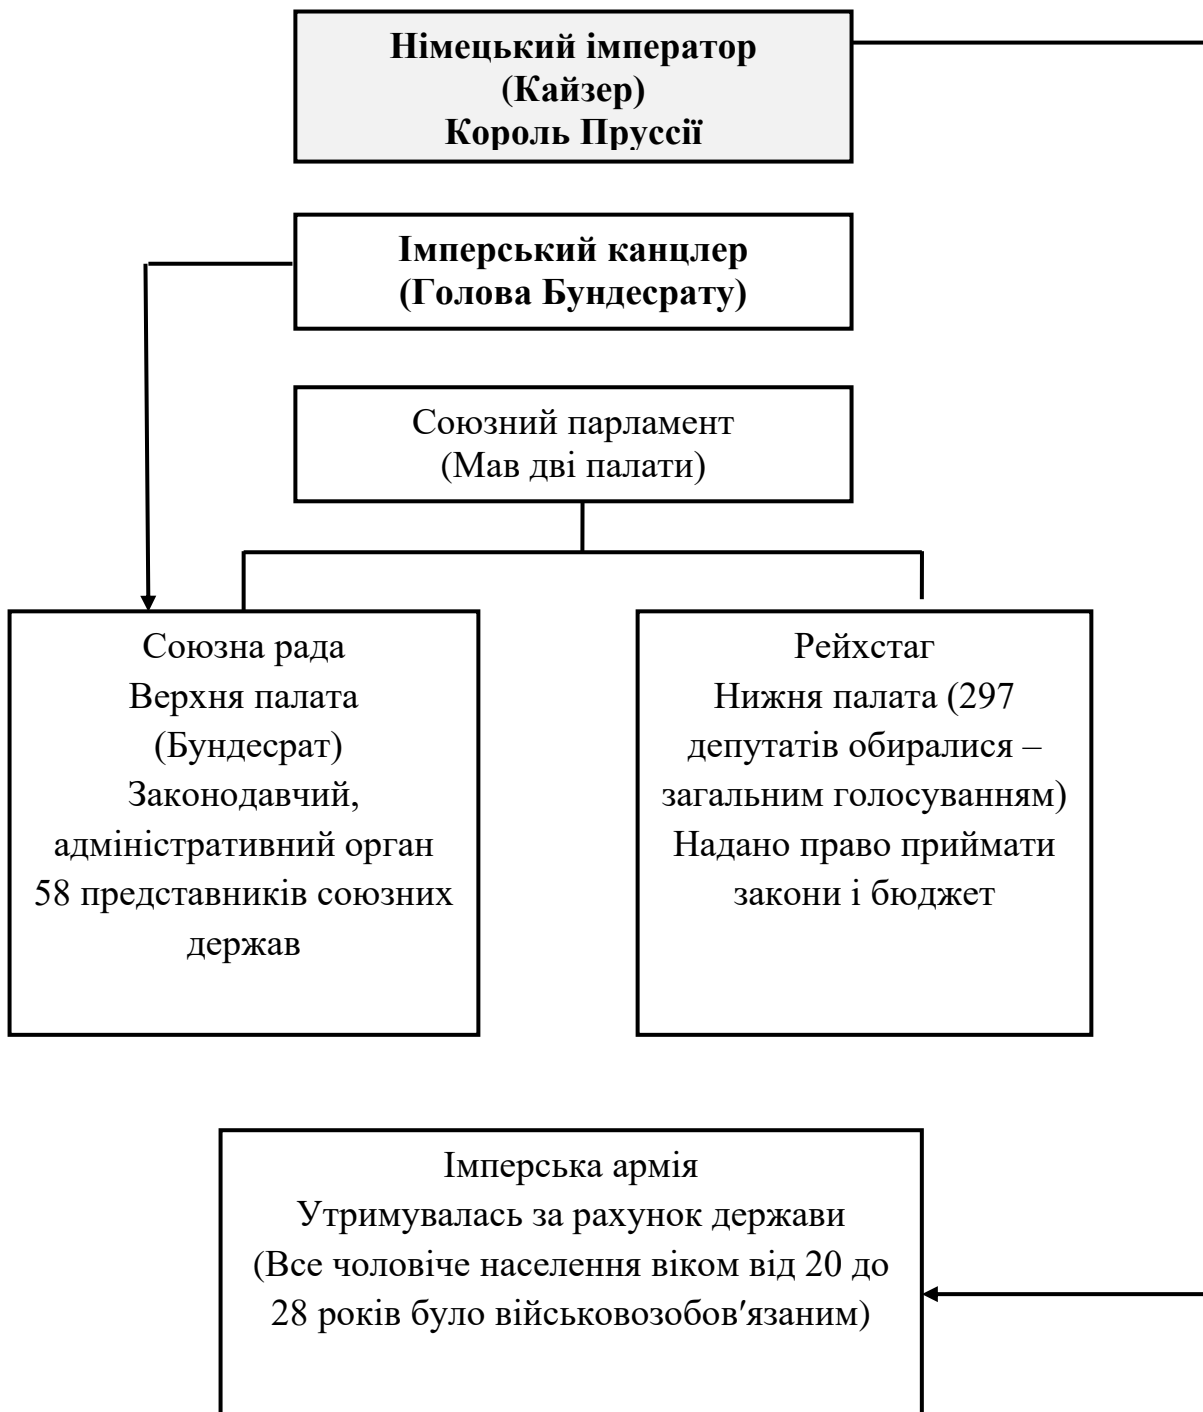 Німецький імператор
(Кайзер)
Король Пруссії
Імперський канцлер
(Голова Бундесрату)
Союзний парламент
(Мав дві палати)
Союзна рада
Верхня палата
(Бундесрат)
Законодавчий,
адміністративний орган
58 представників союзних
держав
Рейхстаг
Нижня палата (297
депутатів обиралися –
загальним голосуванням)
Надано право приймати
закони і бюджет
Імперська армія
Утримувалась за рахунок держави
(Все чоловіче населення віком від 20 до
28 років було військовозобов′язаним)